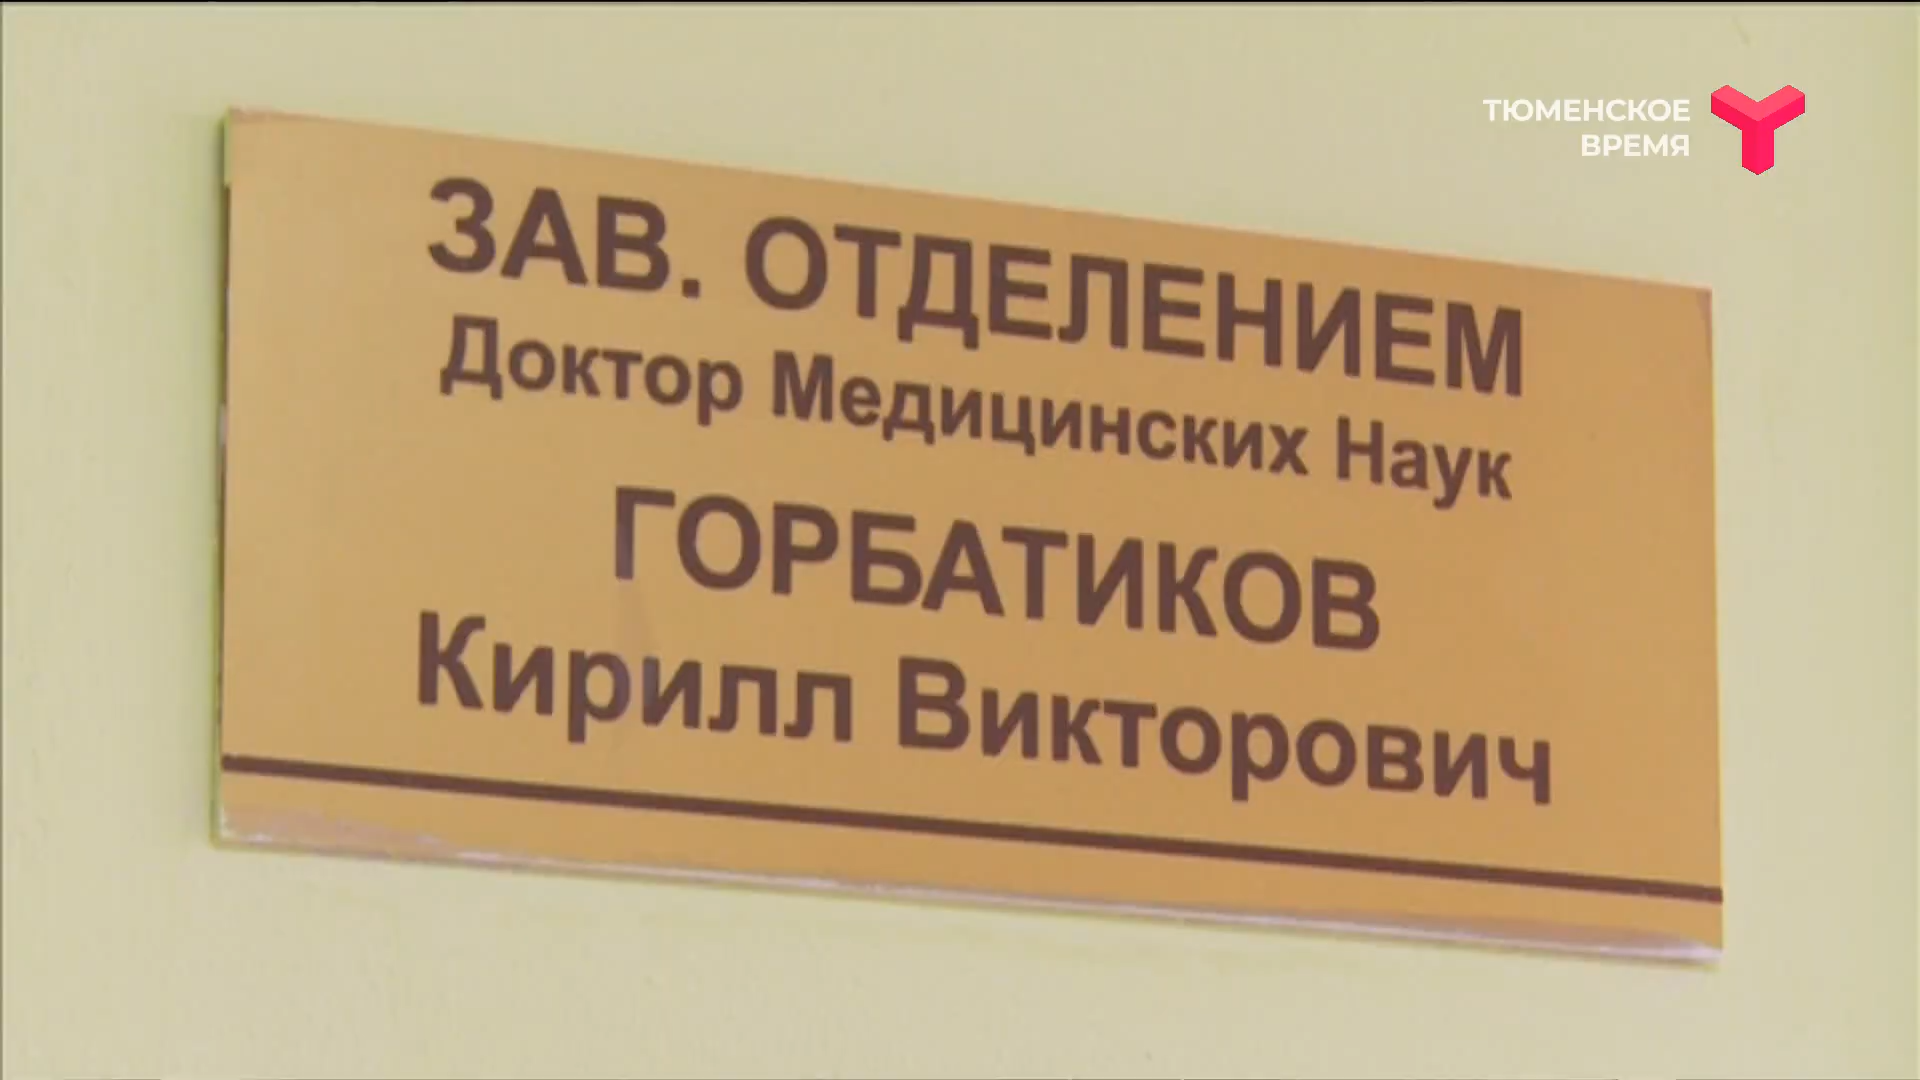 ТЮМЕНСКОЕ
ВРЕМЯ
ЗАВ. ОТДЕЛЕНИЕМ
Доктор Медицинских Наук
ГОРБАТИКОВ
Кирилл Викторович